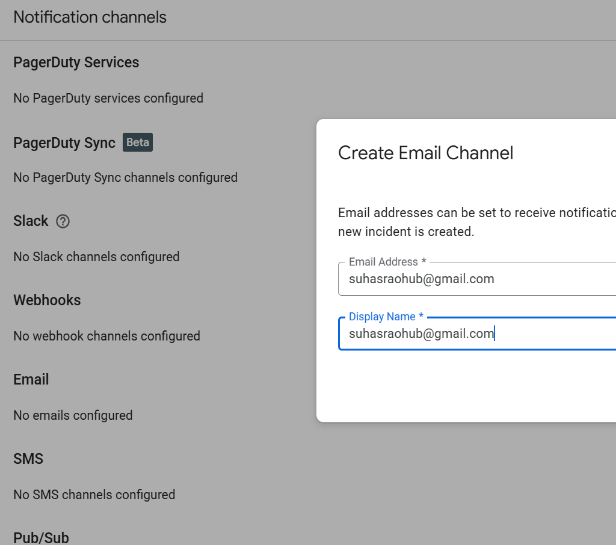 Notification channels
PagerDuty Services
No PagerDuty services configured
PagerDuty Sync Beta
No PagerDuty Sync channels configured
Slack ?
No Slack channels configured
Webhooks
No webhook channels configured
Email
No emails configured
SMS
No SMS channels configured
Pub/Sub
Create Email Channel
Email addresses can be set to receive notificatio
new incident is created.
Email Address *
suhasraohub@gmail.com
Display Name *
suhasraohub@gmail.com